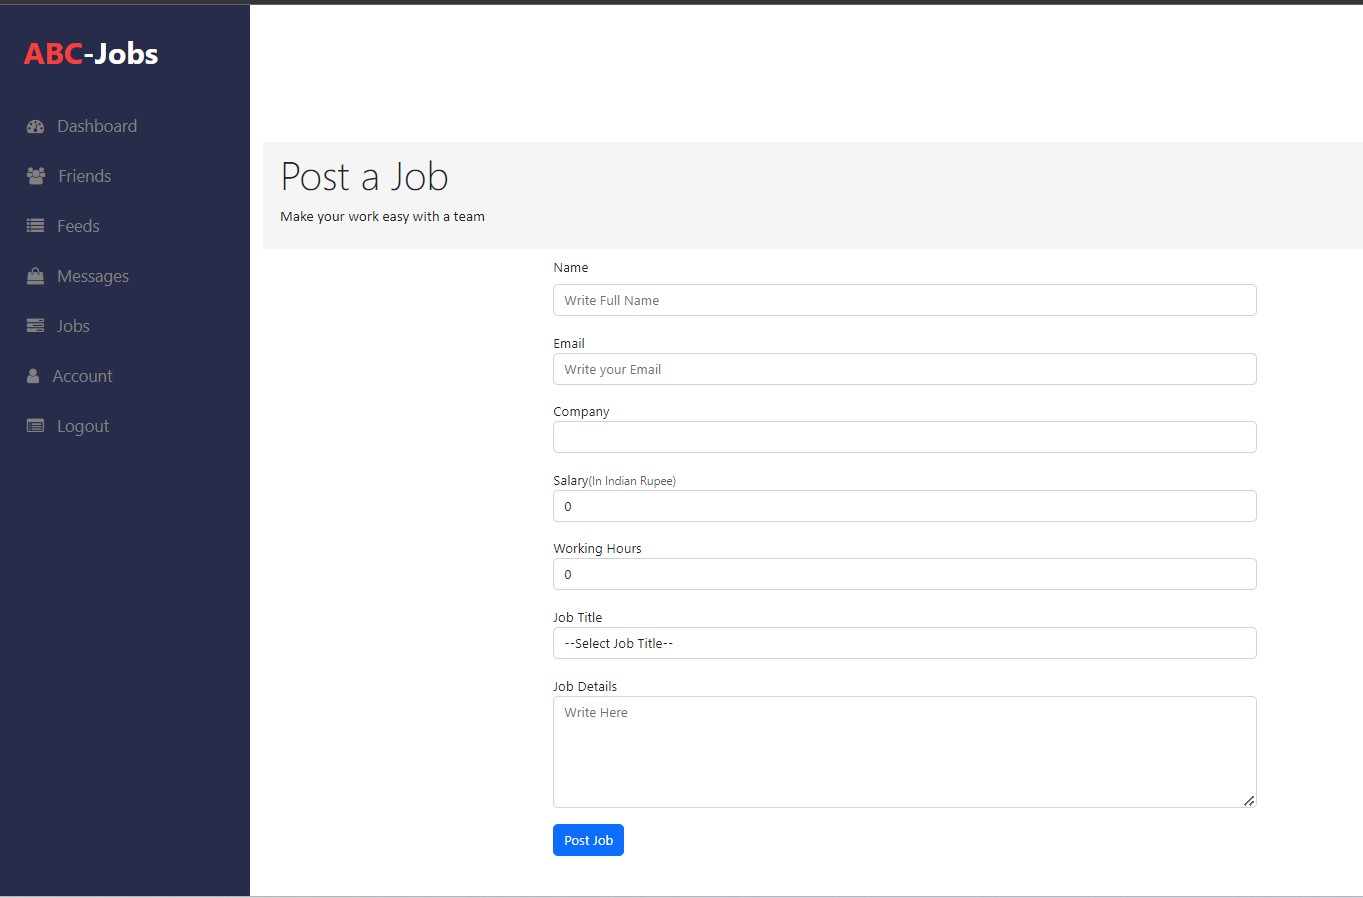 ABC-Jobs
Dashboard
Friends
Feeds
Messages
Jobs
Account
Logout
Post a Job
Make your work easy with a team
Name
Write Full Name
Email
Write your Email
Company
Salary(In Indian Rupee)
0
Working Hours
0
Job Title
--Select Job Title--
Job Details
Write Here
Post Job